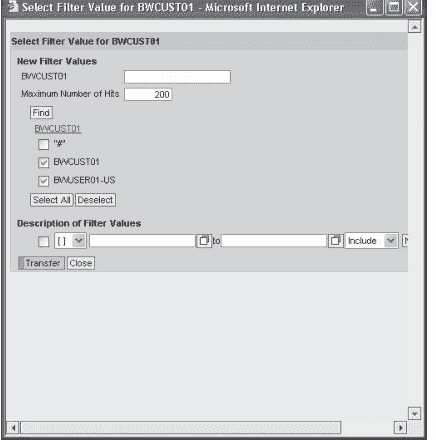 Select Filter Value for BWCUST01 - Microsoft Internet Explorer
Select Filter Value for BWCUST01
New Filter Values
BWCUST01
Maximum Number of Hits 200
Find
BWCUST01
"#"
BWCUST01
BWUSER01-US
Select All Deselect
Description of Filter Values
[ ] to Include
Transfer Close